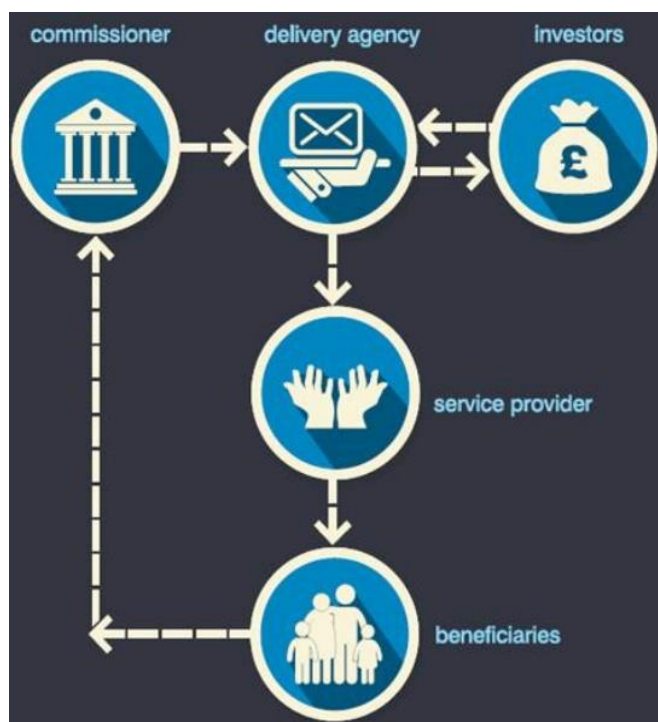 commissioner
delivery agency
investors
£
service provider
beneficiaries